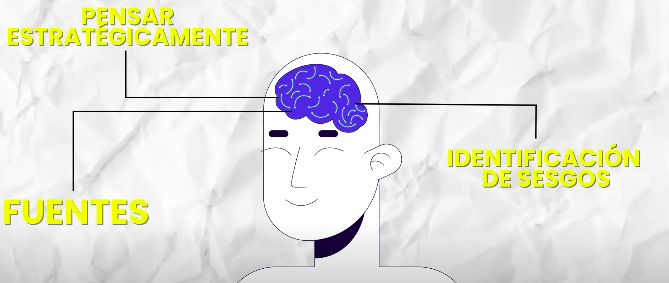 PENSAR
ESTRATÉGICAMENTE
FUENTES
IDENTIFICACIÓN
DE SESGOS